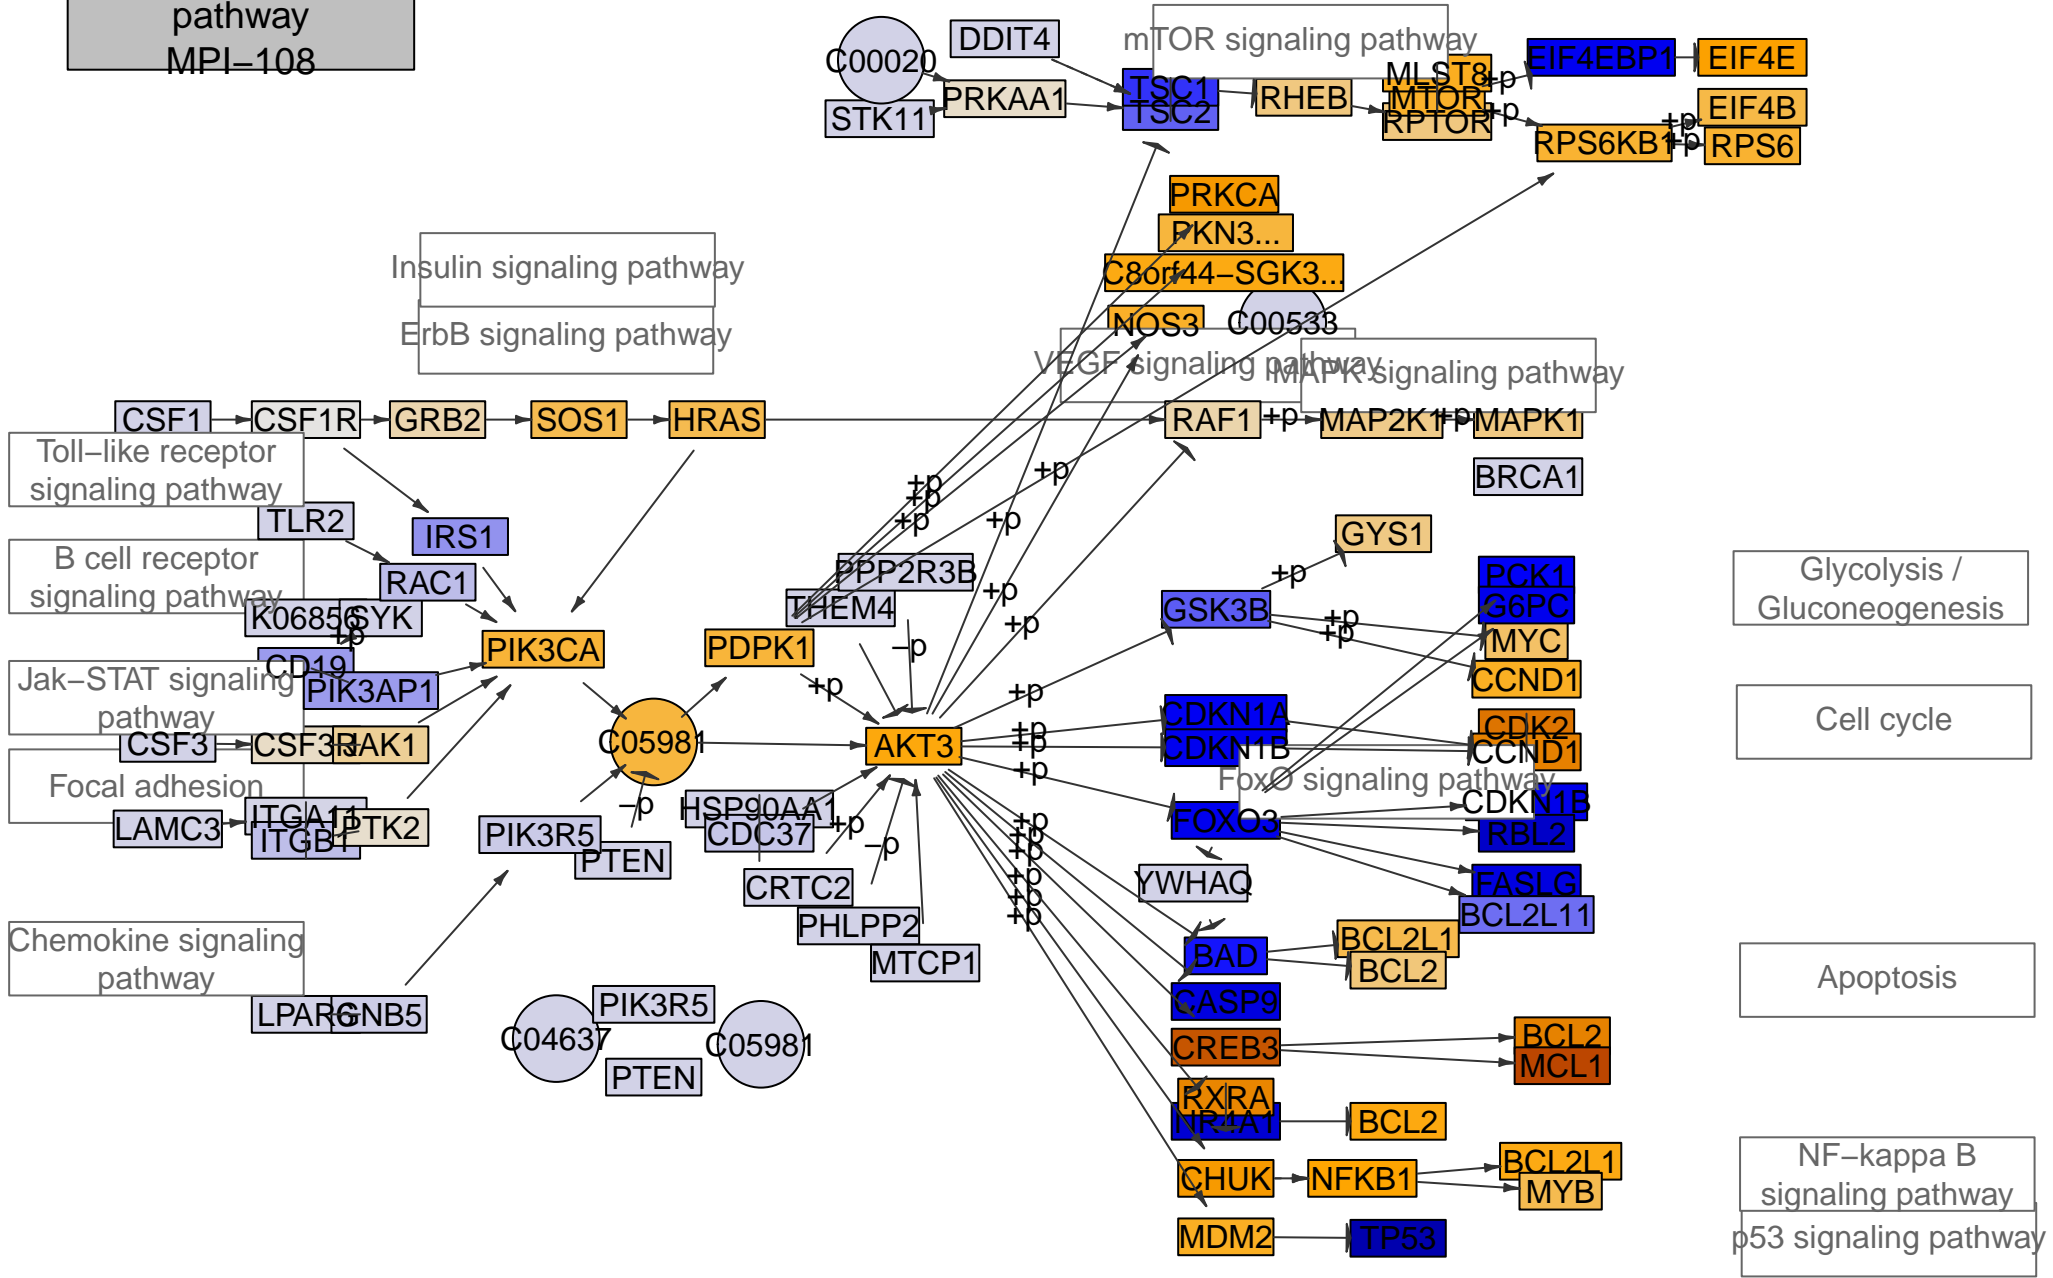 pathway
MPI−108
DDIT4
C00020
STK11
PRKAA1
TSC1
TSC2
mTOR signaling pathway
RHEB
MLST8
MTOR
RPTOR
+p
+p
EIF4EBP1
EIF4E
RPS6KB1
+p
+p
EIF4B
RPS6
PRKCA
PKN3...
C8orf44−SGK3...
NOS3
C00533
Insulin signaling pathway
ErbB signaling pathway
VEGF signaling pathway
MAPK signaling pathway
CSF1
CSF1R
GRB2
SOS1
HRAS
RAF1
+p
MAP2K1
+p
MAPK1
BRCA1
Toll−like receptor
signaling pathway
TLR2
IRS1
B cell receptor
signaling pathway
RAC1
K06856
SYK
+p
CD19
PIK3AP1
PIK3CA
Jak−STAT signaling
pathway
CSF3
CSF3R
JAK1
Focal adhesion
LAMC3
ITGA11
ITGB1
PTK2
Chemokine signaling
pathway
LPAR6
GNB5
+p
+p
+p
+p
+p
+p
+p
PPP2R3B
THEM4
−p
PDPK1
+p
C05981
AKT3
PIK3R5
PTEN
−p
HSP90AA1
CDC37
+p
−p
CRTC2
PHLPP2
MTCP1
C04637
PIK3R5
PTEN
C05981
GYS1
+p
GSK3B
+p
+p
PCK1
G6PC
MYC
CCND1
Glycolysis /
Gluconeogenesis
+p
+p
+p
+p
CDKN1A
CDKN1B
CDK2
CCND1
Cell cycle
FoxO signaling pathway
FOXO3
CDKN1B
RBL2
FASLG
BCL2L11
YWHAQ
+p
+p
+p
+p
+p
+p
BAD
BCL2L1
BCL2
Apoptosis
CASP9
CREB3
BCL2
MCL1
RXRA
NR4A1
BCL2
CHUK
NFKB1
BCL2L1
MYB
NF−kappa B
signaling pathway
MDM2
TP53
p53 signaling pathway